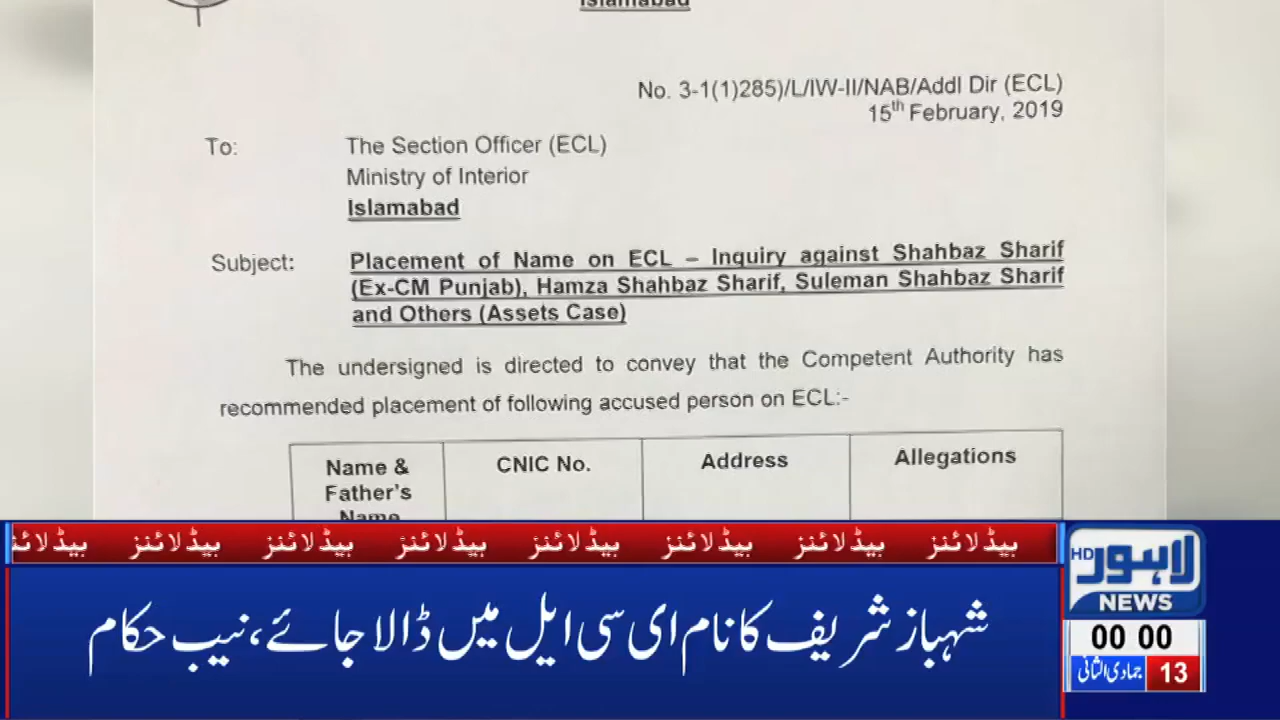 Islamabad
No. 3-1(1)285)/L/IW-II/NAB/Addl Dir (ECL)
15th February, 2019
To: The Section Officer (ECL)
Ministry of Interior
Islamabad
Subject: Placement of Name on ECL – Inquiry against Shahbaz Sharif
(Ex-CM Punjab), Hamza Shahbaz Sharif, Suleman Shahbaz Sharif
and Others (Assets Case)
The undersigned is directed to convey that the Competent Authority has
recommended placement of following accused person on ECL:-
Name & CNIC No. Address Allegations
Father's
Name
ہیڈلائنز ہیڈلائنز ہیڈلائنز ہیڈلائنز ہیڈلائنز ہیڈلائنز ہیڈلائنز ہیڈلائنز
شہباز شریف کا نام ای سی ایل میں ڈالا جائے، نیب حکام
لاہور HD
NEWS
00 00
13 جمادی الثانی